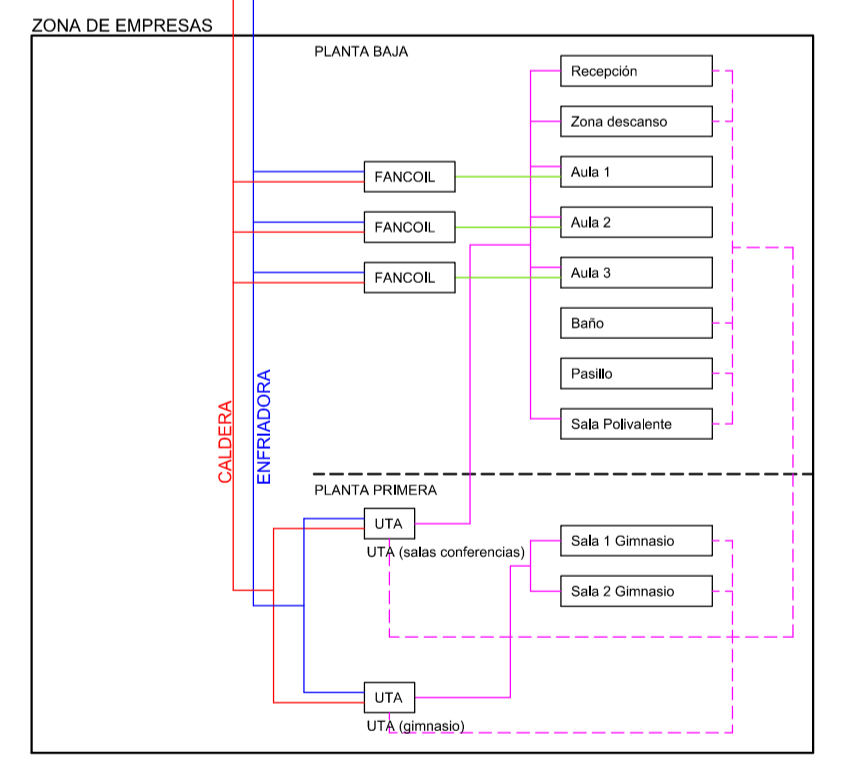 ZONA DE EMPRESAS
PLANTA BAJA
Recepción
Zona descanso
FANCOIL
Aula 1
FANCOIL
Aula 2
FANCOIL
Aula 3
Baño
Pasillo
Sala Polivalente
CALDERA
ENFRIADORA
PLANTA PRIMERA
UTA
UTA (salas conferencias)
Sala 1 Gimnasio
Sala 2 Gimnasio
UTA
UTA (gimnasio)